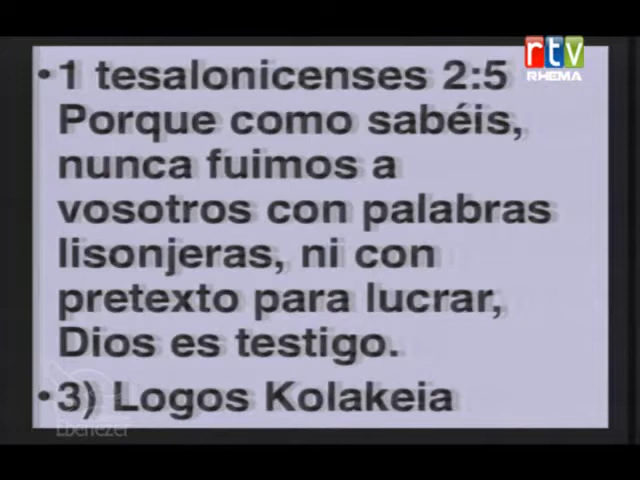 rtv
RHEMA
• 1 tesalonicenses 2:5
Porque como sabéis,
nunca fuimos a
vosotros con palabras
lisonjeras, ni con
pretexto para lucrar,
Dios es testigo.
• 3) Logos Kolakeia
Ebenezer